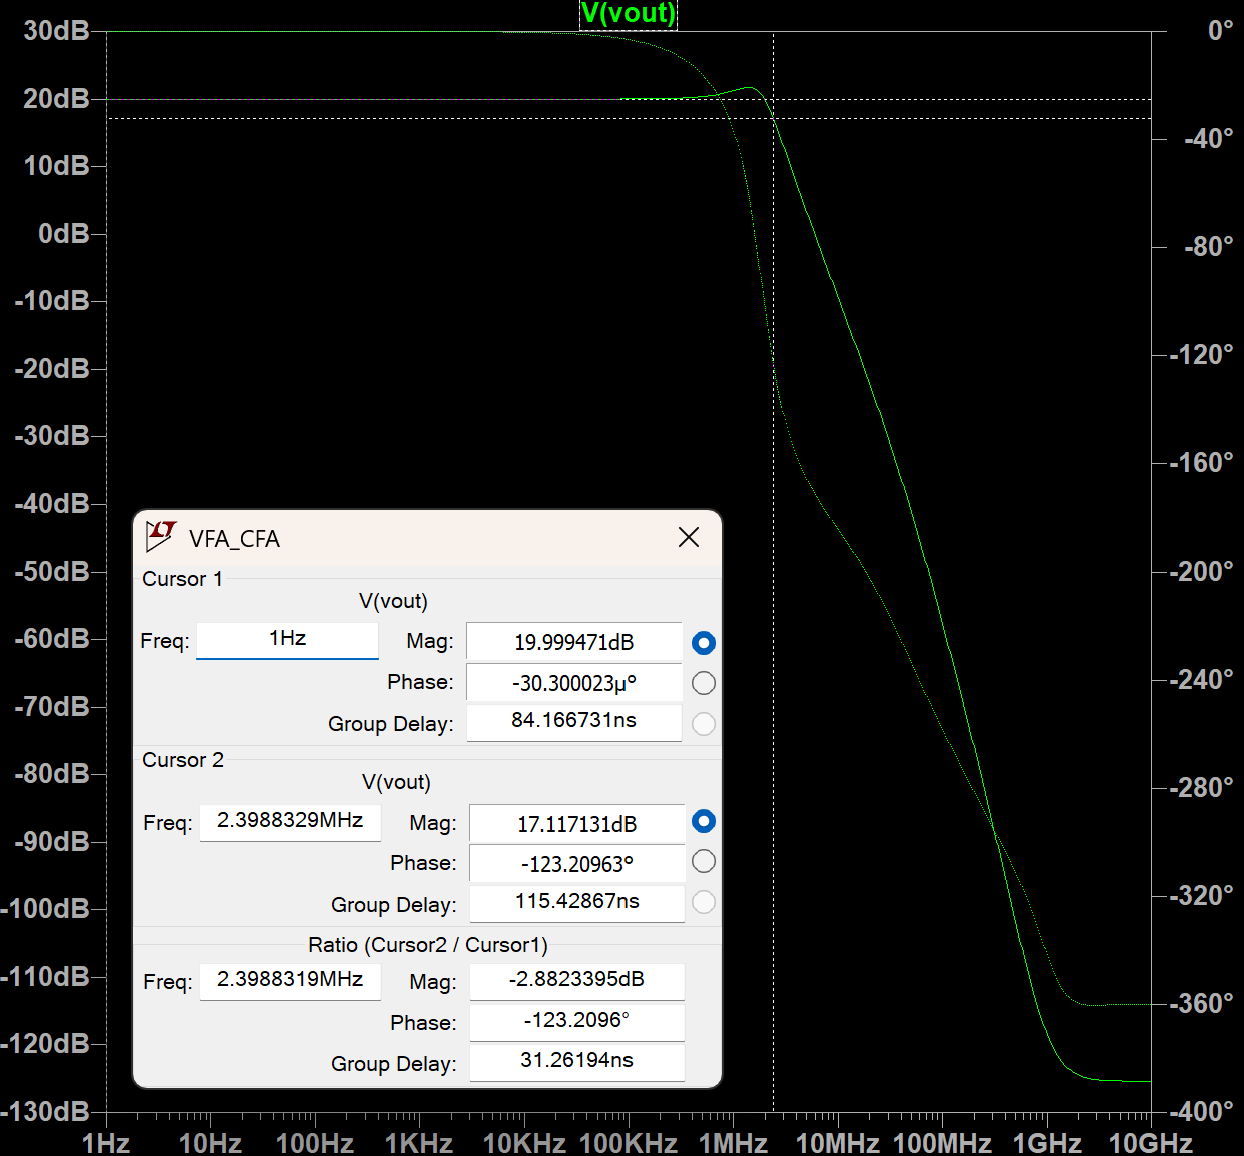 V(vout)
30dB
20dB
10dB
0dB
-10dB
-20dB
-30dB
-40dB
-50dB
-60dB
-70dB
-80dB
-90dB
-100dB
-110dB
-120dB
-130dB
0°
-40°
-80°
-120°
-160°
-200°
-240°
-280°
-320°
-360°
-400°
1Hz 10Hz 100Hz 1KHz 10KHz 100KHz 1MHz 10MHz 100MHz 1GHz 10GHz
VFA_CFA
Cursor 1
V(vout)
Freq: 1Hz Mag: 19.999471dB
Phase: -30.300023µ°
Group Delay: 84.166731ns
Cursor 2
V(vout)
Freq: 2.3988329MHz Mag: 17.117131dB
Phase: -123.20963°
Group Delay: 115.42867ns
Ratio (Cursor2 / Cursor1)
Freq: 2.3988319MHz Mag: -2.8823395dB
Phase: -123.2096°
Group Delay: 31.26194ns